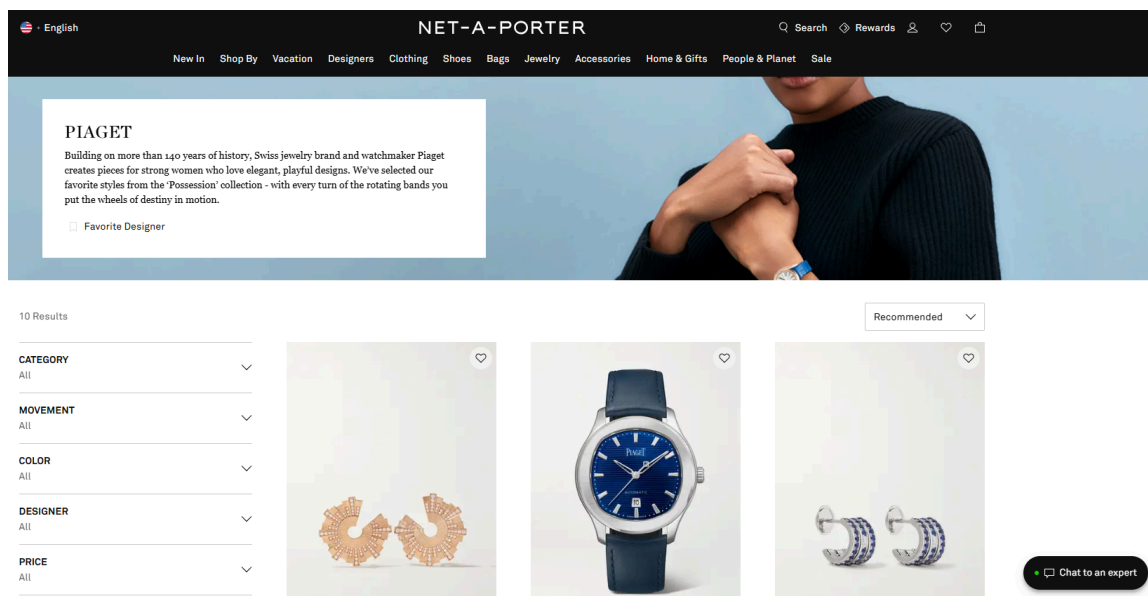 English
NET-A-PORTER
Search
Rewards
New In Shop By Vacation Designers Clothing Shoes Bags Jewelry Accessories Home & Gifts People & Planet Sale
PIAGET
Building on more than 140 years of history, Swiss jewelry brand and watchmaker Piaget
creates pieces for strong women who love elegant, playful designs. We've selected our
favorite styles from the 'Possession' collection - with every turn of the rotating bands you
put the wheels of destiny in motion.
Favorite Designer
10 Results
Recommended
CATEGORY
All
MOVEMENT
All
COLOR
All
DESIGNER
All
PRICE
All
PIAGET
AUTOMATIC
Chat to an expert